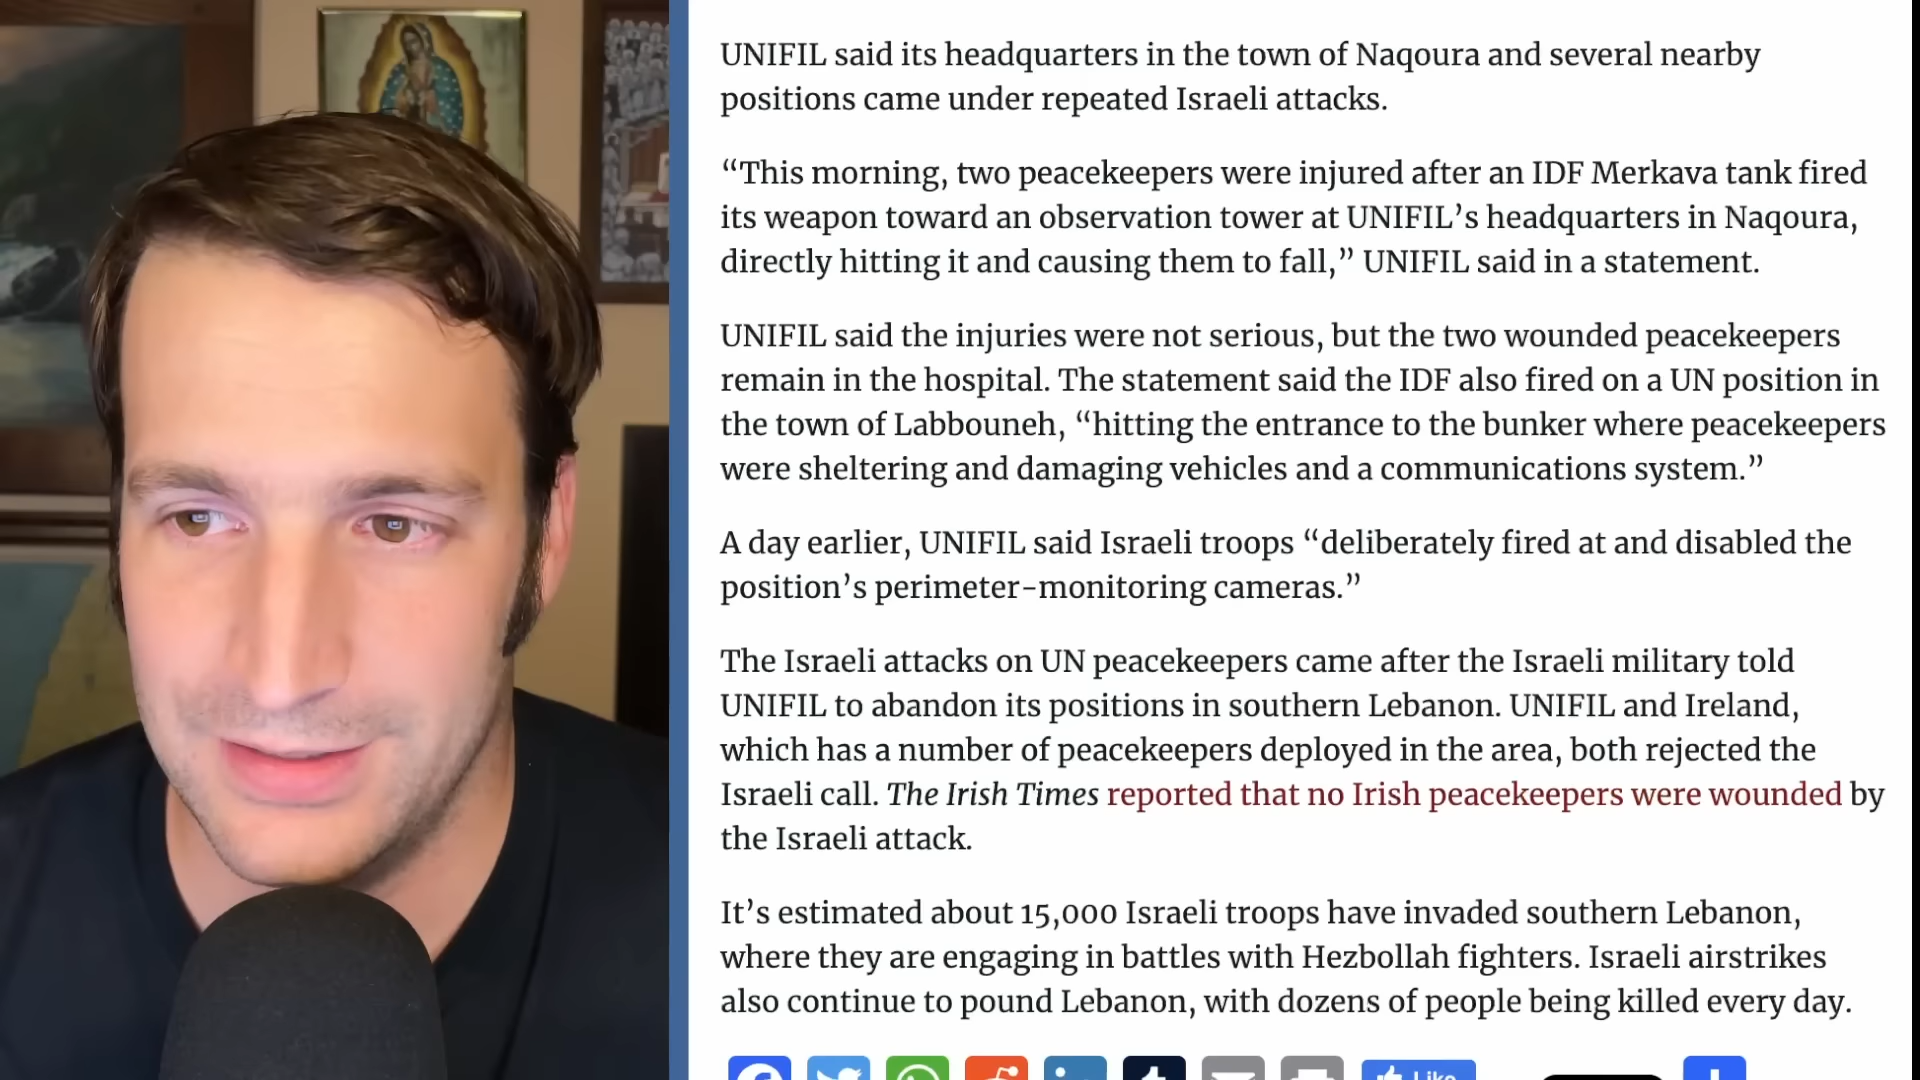 UNIFIL said its headquarters in the town of Naqoura and several nearby
positions came under repeated Israeli attacks.
“This morning, two peacekeepers were injured after an IDF Merkava tank fired
its weapon toward an observation tower at UNIFIL’s headquarters in Naqoura,
directly hitting it and causing them to fall,” UNIFIL said in a statement.
UNIFIL said the injuries were not serious, but the two wounded peacekeepers
remain in the hospital. The statement said the IDF also fired on a UN position in
the town of Labbouneh, “hitting the entrance to the bunker where peacekeepers
were sheltering and damaging vehicles and a communications system.”
A day earlier, UNIFIL said Israeli troops “deliberately fired at and disabled the
position’s perimeter-monitoring cameras.”
The Israeli attacks on UN peacekeepers came after the Israeli military told
UNIFIL to abandon its positions in southern Lebanon. UNIFIL and Ireland,
which has a number of peacekeepers deployed in the area, both rejected the
Israeli call. The Irish Times reported that no Irish peacekeepers were wounded by
the Israeli attack.
It’s estimated about 15,000 Israeli troops have invaded southern Lebanon,
where they are engaging in battles with Hezbollah fighters. Israeli airstrikes
also continue to pound Lebanon, with dozens of people being killed every day.
Like